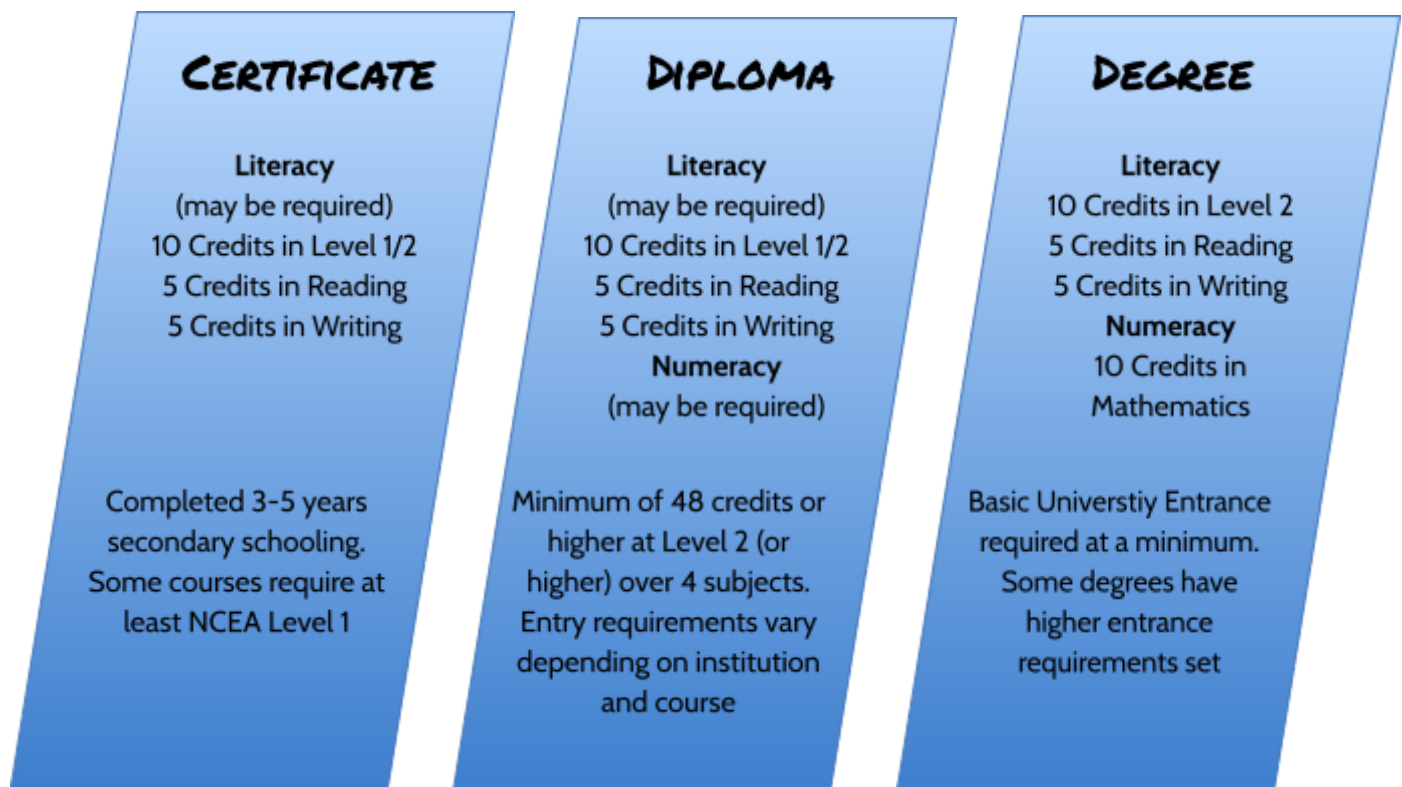 CERTIFICATE
Literacy
(may be required)
10 Credits in Level 1/2
5 Credits in Reading
5 Credits in Writing
Completed 3-5 years
secondary schooling.
Some courses require at
least NCEA Level 1
DIPLOMA
Literacy
(may be required)
10 Credits in Level 1/2
5 Credits in Reading
5 Credits in Writing
Numeracy
(may be required)
Minimum of 48 credits or
higher at Level 2 (or
higher) over 4 subjects.
Entry requirements vary
depending on institution
and course
DEGREE
Literacy
10 Credits in Level 2
5 Credits in Reading
5 Credits in Writing
Numeracy
10 Credits in
Mathematics
Basic Universtiy Entrance
required at a minimum.
Some degrees have
higher entrance
requirements set